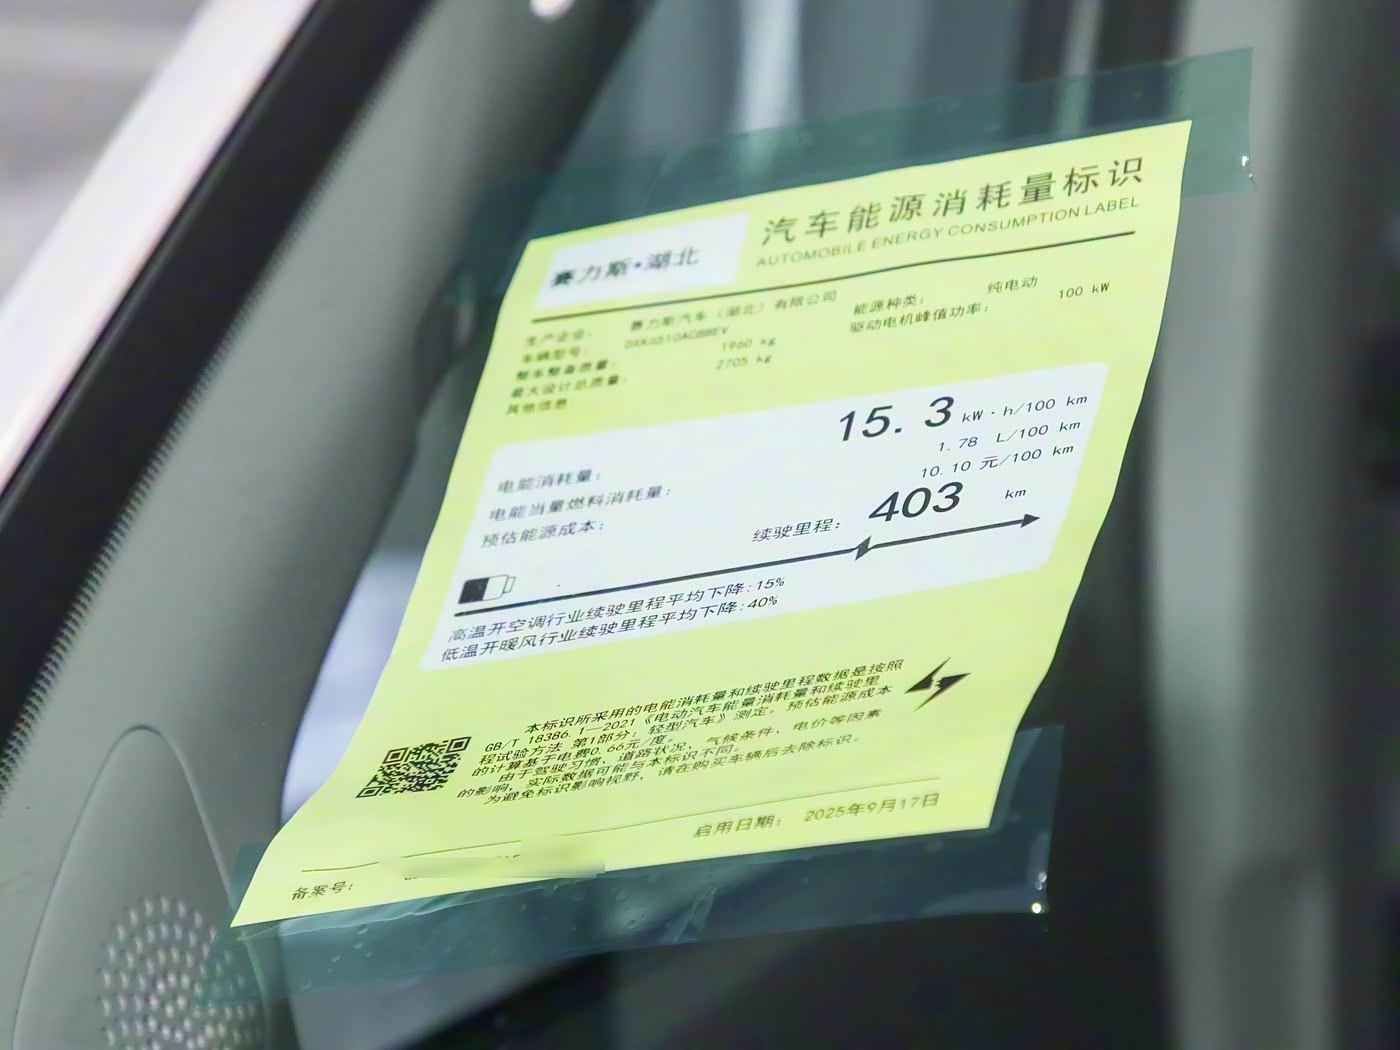 赛力斯·湖北
汽车能源消耗量标识
AUTOMOBILE ENERGY CONSUMPTION LABEL
生产企业： 赛力斯汽车（湖北）有限公司
能源种类： 纯电动
车辆型号：
驱动电机峰值功率： 100 kW
整车整备质量： 1960 kg
最大设计总质量： 2705 kg
其他信息
电能消耗量： 15.3 kW·h/100 km
电能当量燃料消耗量： 1.78 L/100 km
预估能源成本： 10.10 元/100 km
续驶里程： 403 km
高温开空调行业续驶里程平均下降:15%
低温开暖风行业续驶里程平均下降:40%
本标识所采用的电能消耗量和续驶里程数据是按照
GB/T 18386.1—2021《电动汽车能量消耗量和续驶里
程试验方法 第1部分：轻型汽车》测定。预估能源成本
的计算基于电费0.66元/度。
由于驾驶习惯、道路状况、气候条件、电价等因素
的影响，实际数据可能与本标识不同。
为避免标识影响视野，请在购买车辆后去除标识。
启用日期： 2025年9月17日
备案号：